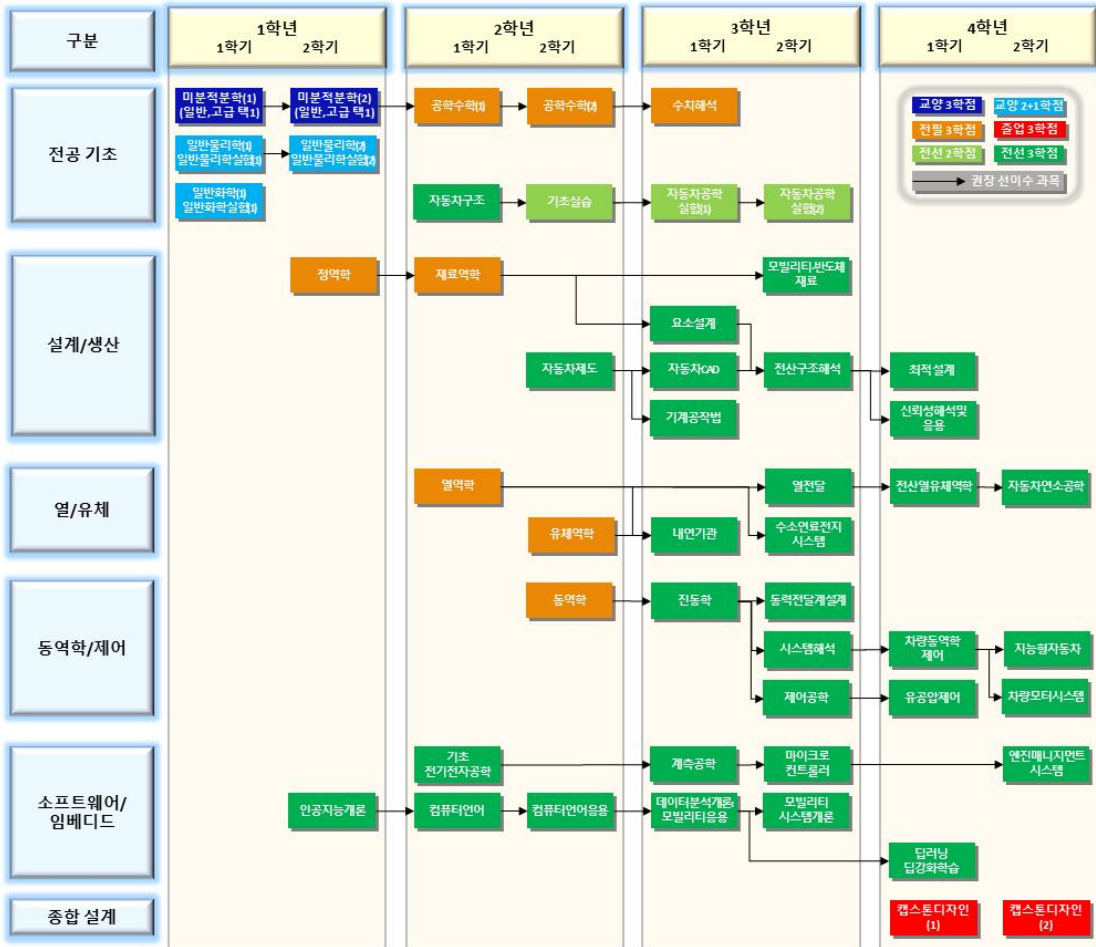 구분
1학년
1학기 2학기
2학년
1학기 2학기
3학년
1학기 2학기
4학년
1학기 2학기
전공 기초
미분적분학(1)
(일반,고급 택1)
미분적분학(2)
(일반,고급 택1)
공학수학(1)
공학수학(2)
수치해석
교양 3학점
교양 2+1학점
전필 3학점
졸업 3학점
전선 2학점
전선 3학점
권장 선이수 과목
일반물리학(1)
일반물리학실험(1)
일반물리학(2)
일반물리학실험(2)
일반화학(1)
일반화학실험(1)
자동차구조
기초실습
자동차공학
실험(1)
자동차공학
실험(2)
설계/생산
정역학
재료역학
모빌리티·반도체
재료
요소설계
자동차제도
자동차CAD
전산구조해석
최적설계
기계공작법
신뢰성해석및
응용
열/유체
열역학
열전달
전산열유체역학
자동차연소공학
유체역학
내연기관
수소연료전지
시스템
동역학/제어
동역학
진동학
동력전달계설계
시스템해석
차량동역학
제어
지능형자동차
제어공학
유공압제어
차량모터시스템
소프트웨어/
임베디드
기초
전기전자공학
계측공학
마이크로
컨트롤러
엔진매니지먼트
시스템
인공지능개론
컴퓨터언어
컴퓨터언어응용
데이터분석개론·
모빌리티응용
모빌리티
시스템개론
딥러닝
딥강화학습
종합 설계
캡스톤디자인
(1)
캡스톤디자인
(2)